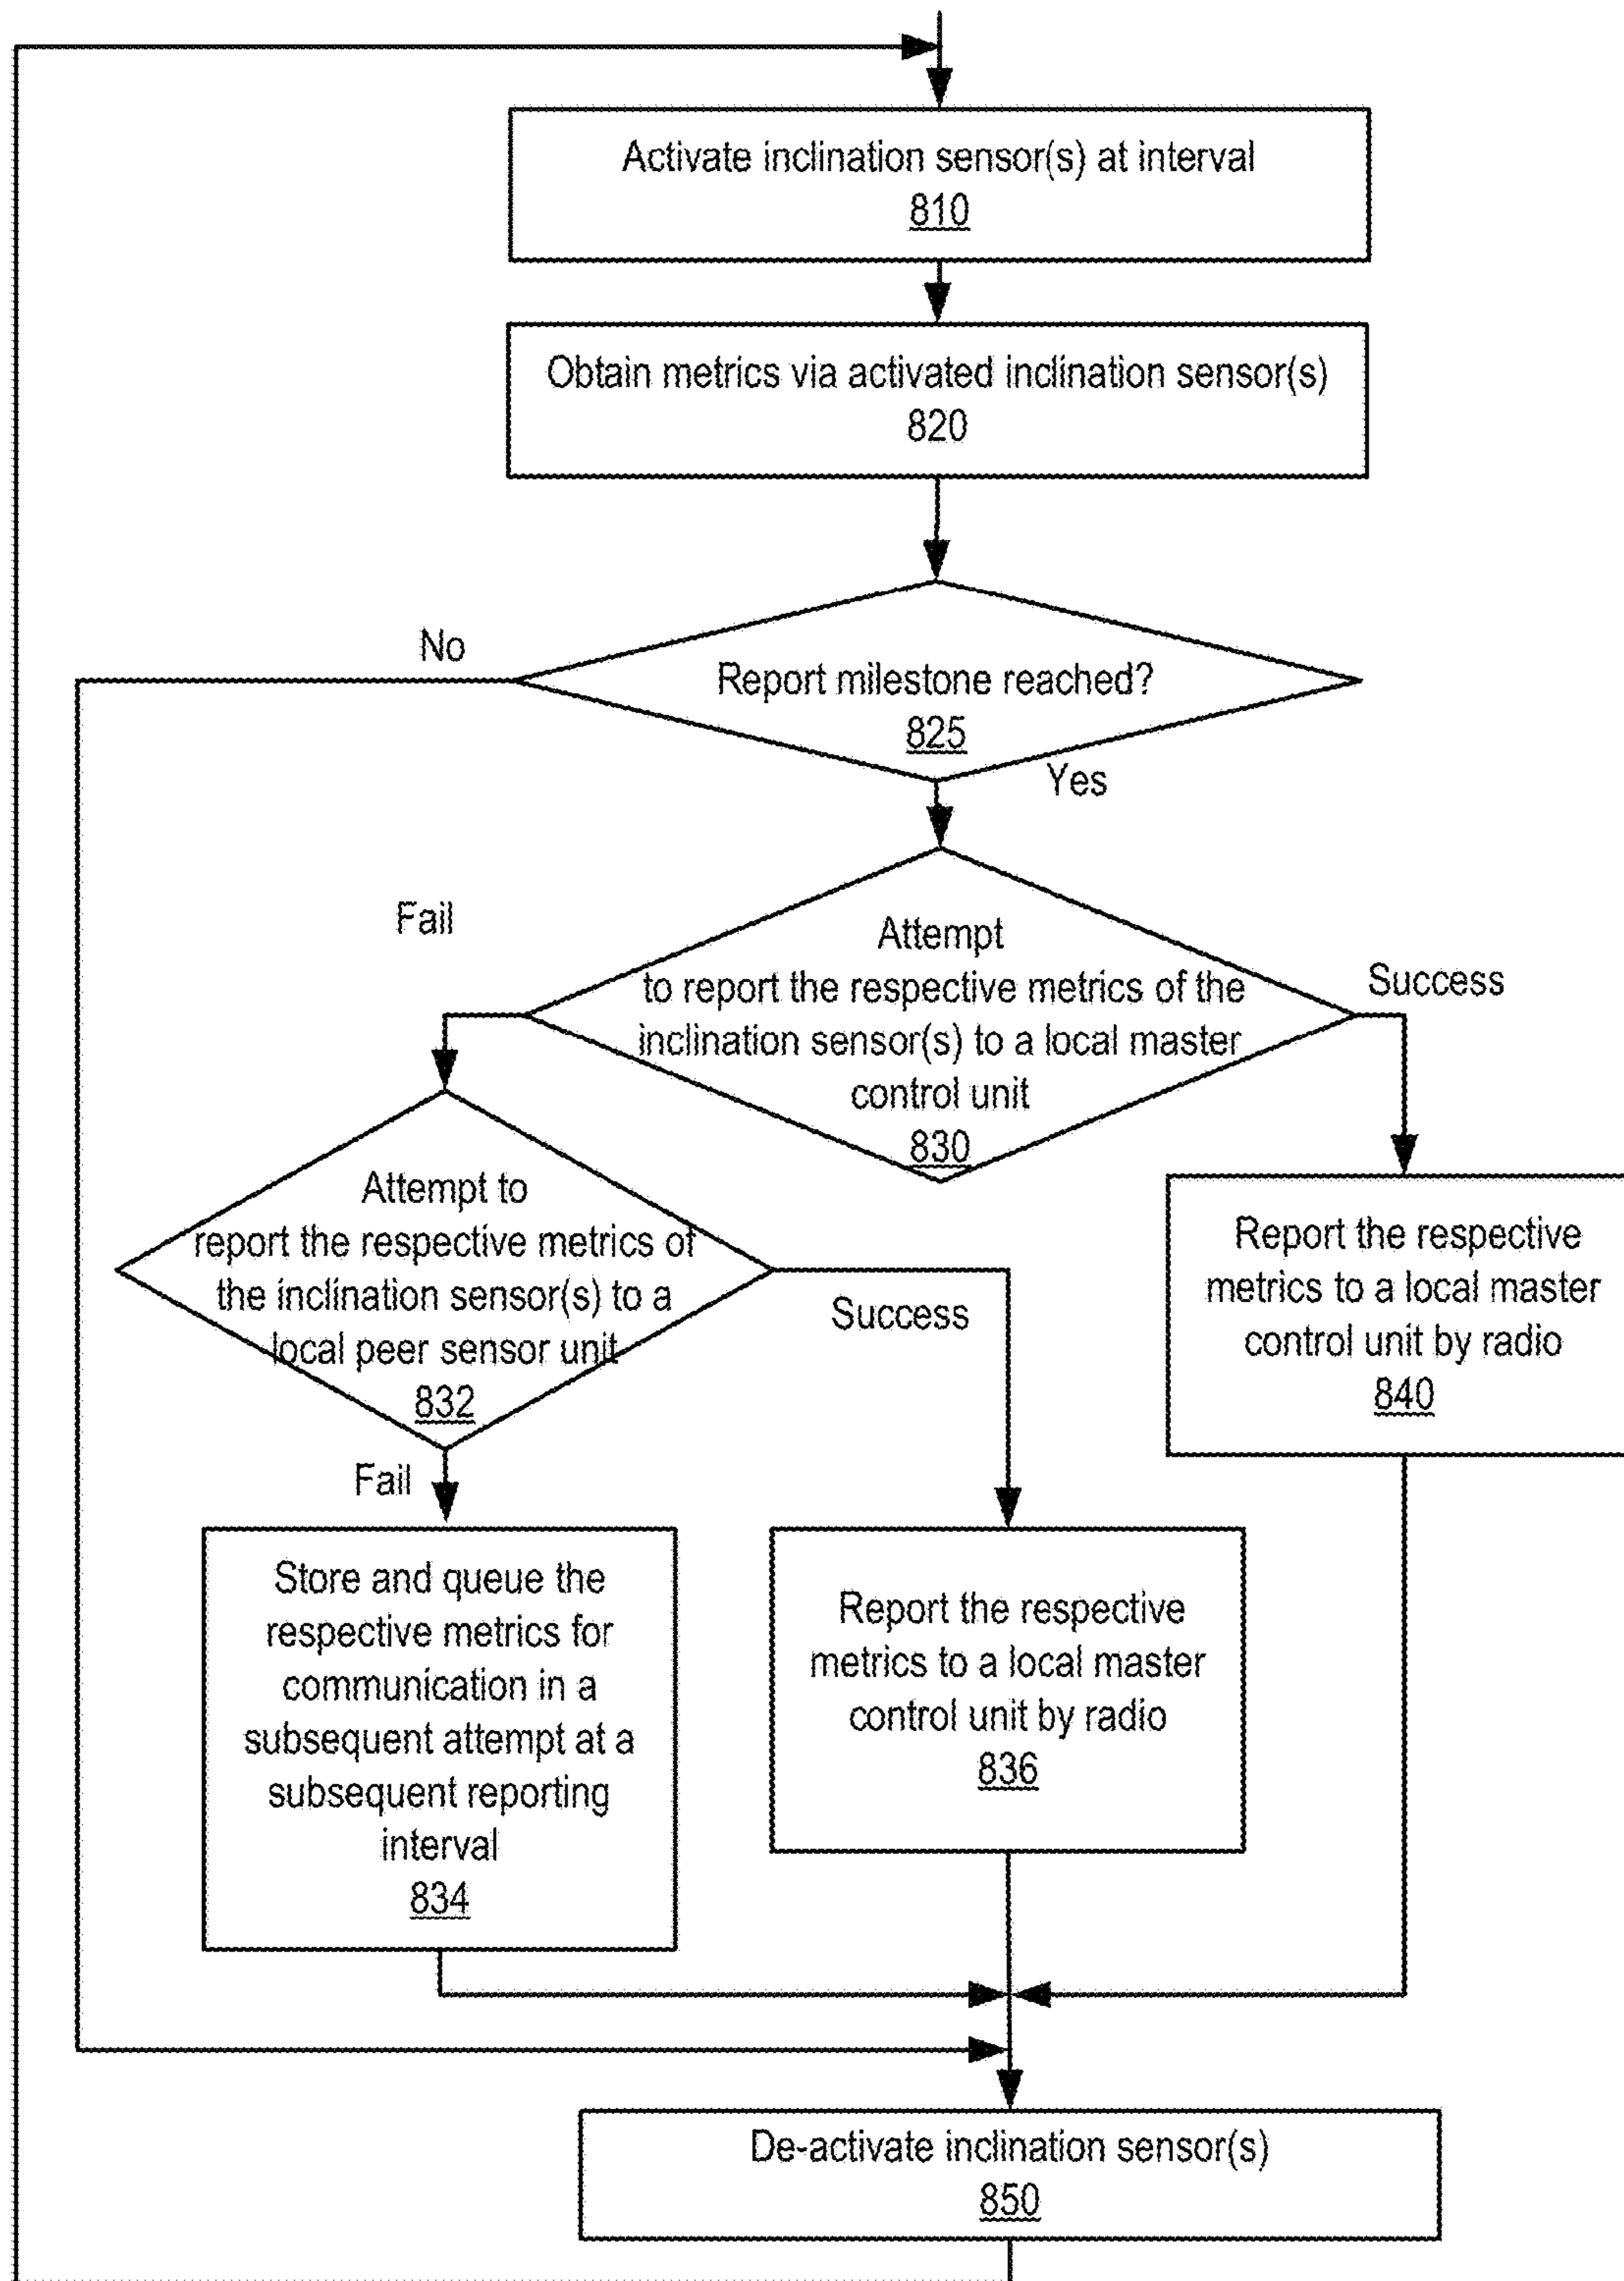 Activate inclination sensor(s) at interval
810
Obtain metrics via activated inclination sensor(s)
820
No
Report milestone reached?
825
Yes
Fail
Attempt
to report the respective metrics of the
inclination sensor(s) to a local master
control unit
830
Success
Attempt to
report the respective metrics of
the inclination sensor(s) to a
local peer sensor unit
832
Success
Report the respective
metrics to a local master
control unit by radio
840
Fail
Store and queue the
respective metrics for
communication in a
subsequent attempt at a
subsequent reporting
interval
834
Report the respective
metrics to a local master
control unit by radio
836
De-activate inclination sensor(s)
850